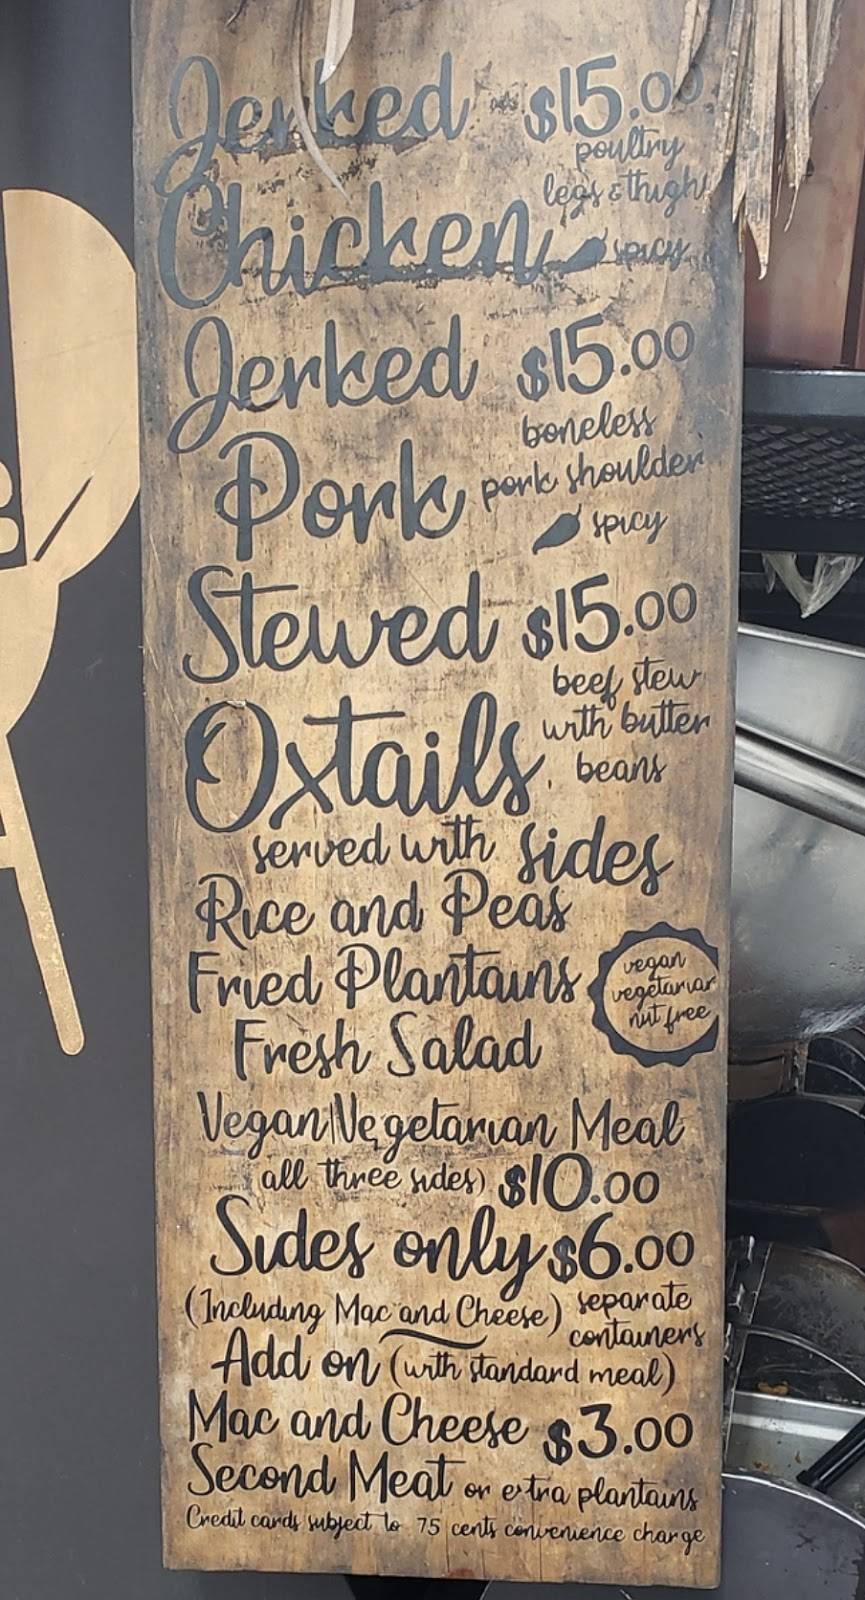 Jerked $15.00
poultry
legs & thigh
Chicken spicy
Jerked $15.00
boneless
Pork pork shoulder
spicy
Stewed $15.00
beef stew
Oxtails with butter
beans
served with sides
Rice and Peas
Fried Plantains
vegan
vegetarian
nut free
Fresh Salad
Vegan|Vegetarian Meal
all three sides) $10.00
Sides only $6.00
(Including Mac and Cheese) separate
containers
Add on (with standard meal)
Mac and Cheese $3.00
Second Meat or extra plantains
Credit cards subject to 75 cents convenience charge